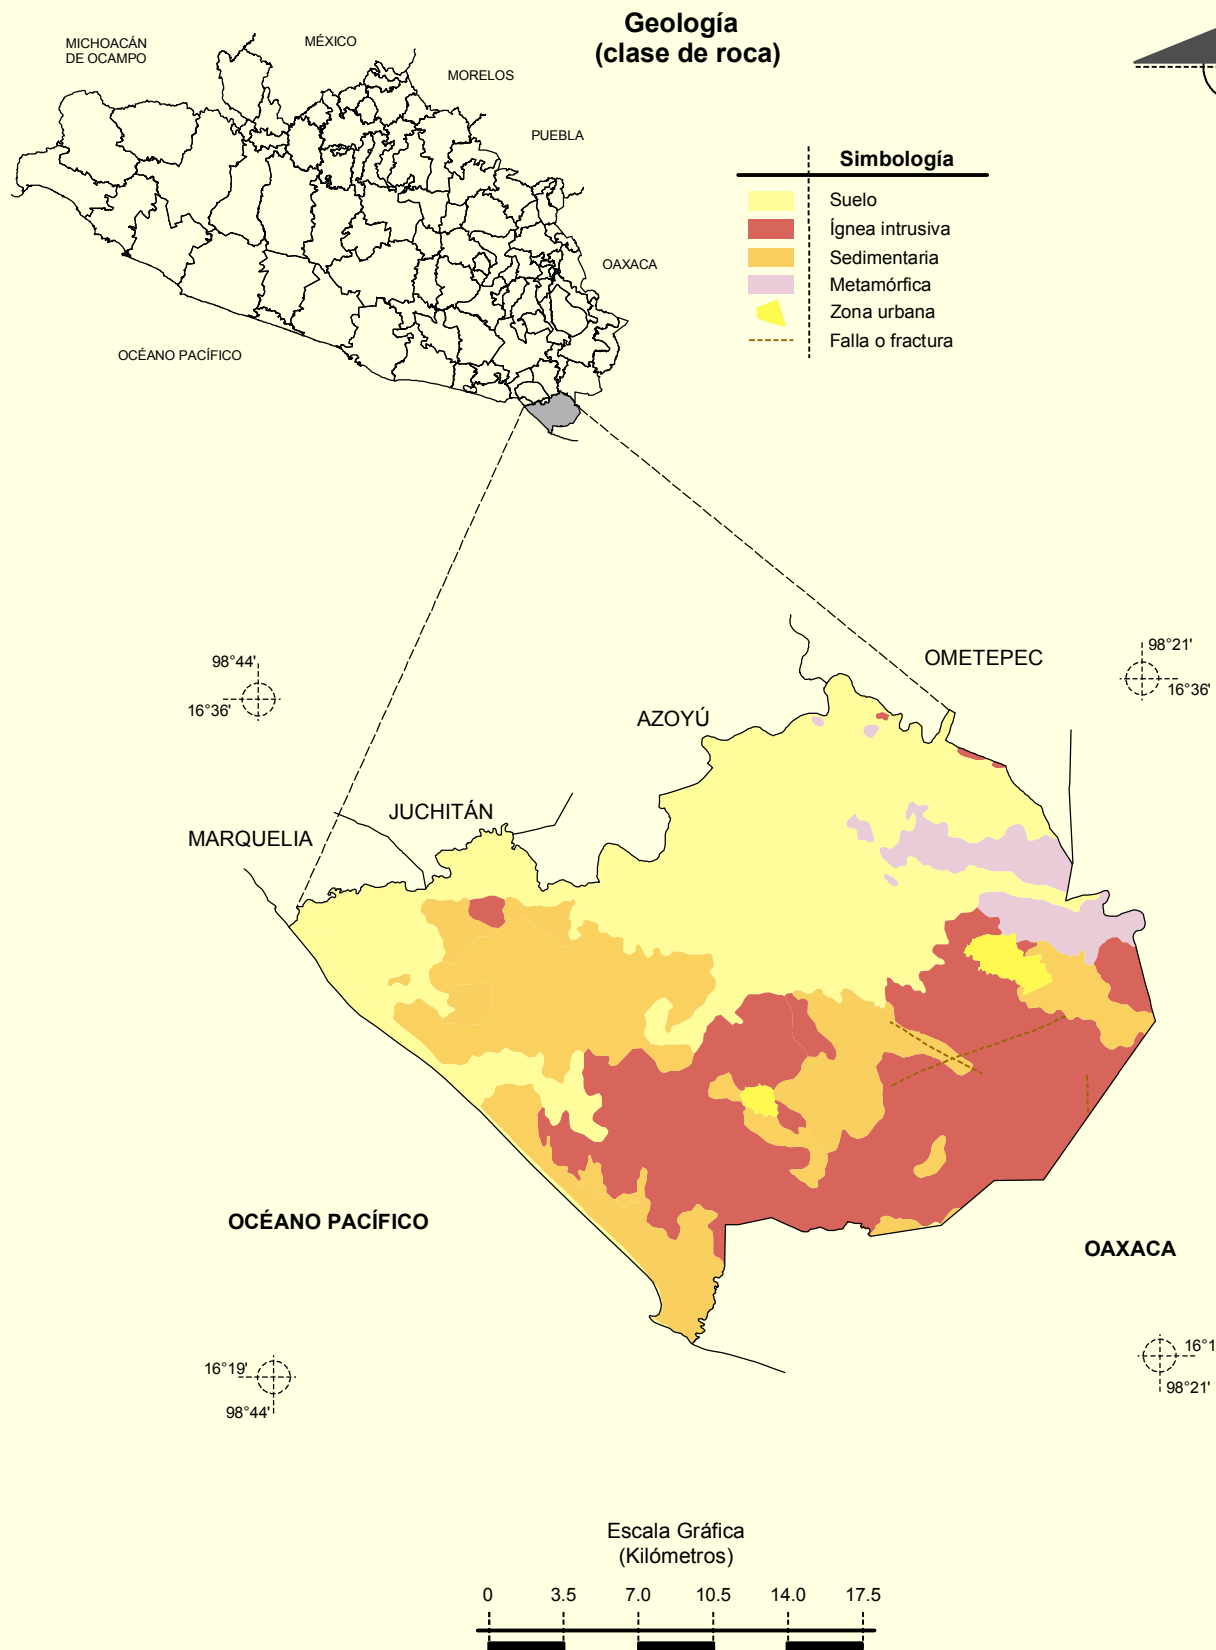 Geología
(clase de roca)
MICHOACÁN
DE OCAMPO
MÉXICO
MORELOS
PUEBLA
OAXACA
OCÉANO PACÍFICO
Simbología
Suelo
Ígnea intrusiva
Sedimentaria
Metamórfica
Zona urbana
Falla o fractura
98°44'
16°36'
98°21'
16°36'
OMETEPEC
AZOYÚ
JUCHITÁN
MARQUELIA
OCÉANO PACÍFICO
OAXACA
16°19'
98°44'
16°1
98°21'
Escala Gráfica
(Kilómetros)
0 3.5 7.0 10.5 14.0 17.5